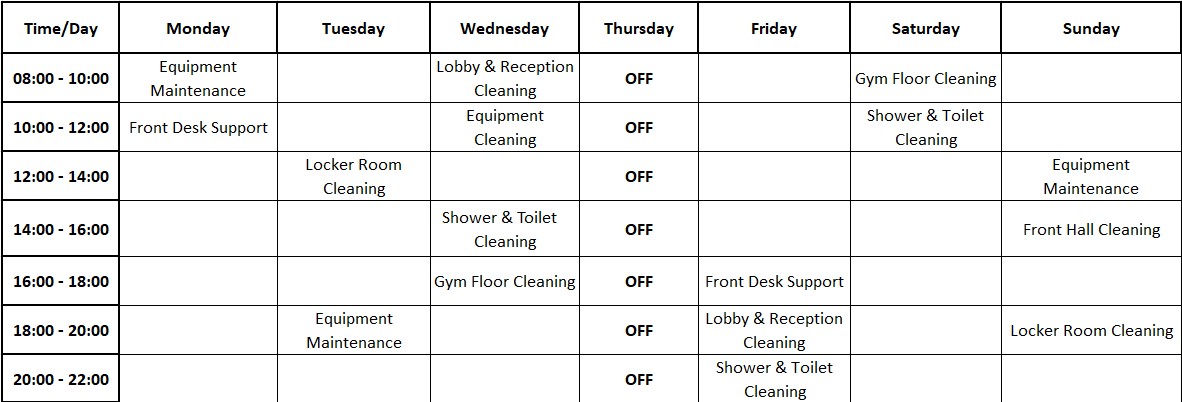 Time/Day Monday Tuesday Wednesday Thursday Friday Saturday Sunday
08:00 - 10:00 Equipment Maintenance Lobby & Reception Cleaning OFF Gym Floor Cleaning
10:00 - 12:00 Front Desk Support Equipment Cleaning OFF Shower & Toilet Cleaning
12:00 - 14:00 Locker Room Cleaning OFF Equipment Maintenance
14:00 - 16:00 Shower & Toilet Cleaning OFF Front Hall Cleaning
16:00 - 18:00 Gym Floor Cleaning OFF Front Desk Support
18:00 - 20:00 Equipment Maintenance OFF Lobby & Reception Cleaning Locker Room Cleaning
20:00 - 22:00 OFF Shower & Toilet Cleaning